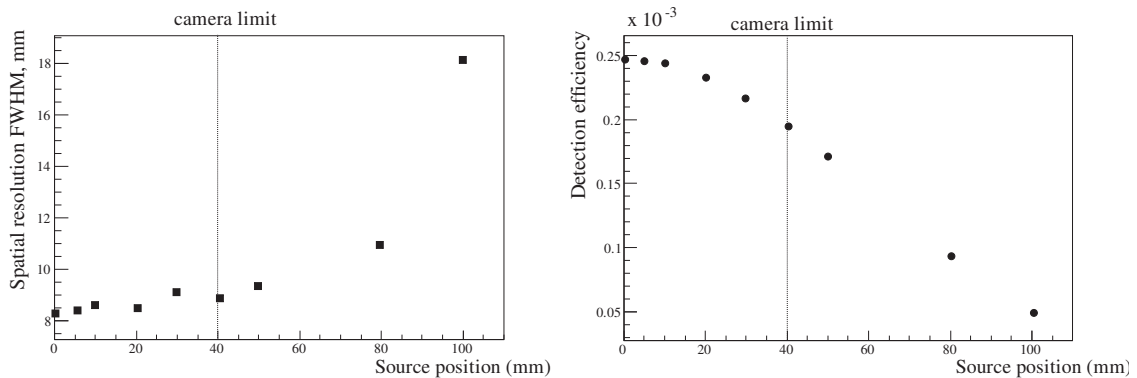 camera limit
Spatial resolution FWHM, mm
18
16
14
12
10
8
0 20 40 60 80 100
Source position (mm)
x 10⁻³
camera limit
Detection efficiency
0.25
0.2
0.15
0.1
0.05
0 20 40 60 80 100
Source position (mm)